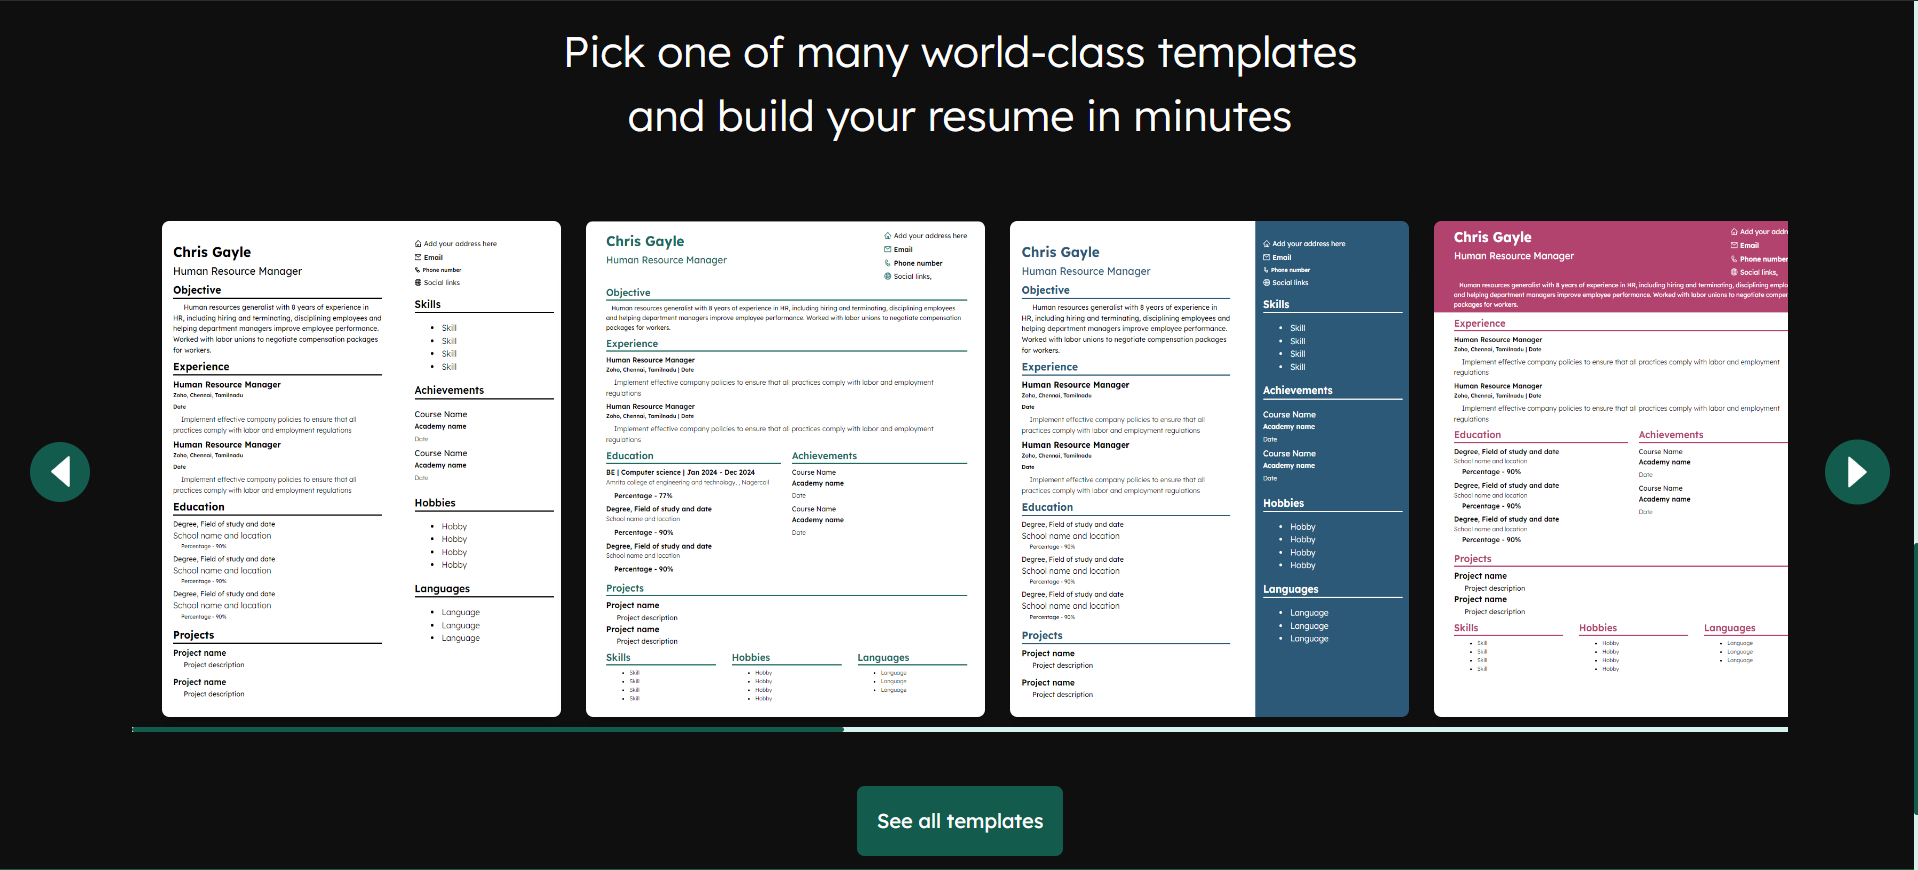 Pick one of many world-class templates
and build your resume in minutes
Chris Gayle
Human Resource Manager
Objective
Human resources generalist with 8 years of experience in
HR, including hiring and terminating, disciplining employees and
helping department managers improve employee performance.
Worked with labor unions to negotiate compensation packages
for workers.
Experience
Human Resource Manager
Zoho, Chennai, Tamilnadu
Date
Implement effective company policies to ensure that all
practices comply with labor and employment regulations
Human Resource Manager
Zoho, Chennai, Tamilnadu
Date
Implement effective company policies to ensure that all
practices comply with labor and employment regulations
Education
Degree, Field of study and date
School name and location
Percentage - 90%
Degree, Field of study and date
School name and location
Percentage - 90%
Degree, Field of study and date
School name and location
Percentage - 90%
Projects
Project name
Project description
Project name
Project description
Add your address here
Email
Phone number
Social links
Skills
• Skill
• Skill
• Skill
• Skill
Achievements
Course Name
Academy name
Date
Course Name
Academy name
Date
Hobbies
• Hobby
• Hobby
• Hobby
• Hobby
Languages
• Language
• Language
• Language
Chris Gayle
Human Resource Manager
Add your address here
Email
Phone number
Social links,
Objective
Human resources generalist with 8 years of experience in HR, including hiring and terminating, disciplining employees
and helping department managers improve employee performance. Worked with labor unions to negotiate compensation
packages for workers.
Experience
Human Resource Manager
Zoho, Chennai, Tamilnadu | Date
Implement effective company policies to ensure that all practices comply with labor and employment
regulations
Human Resource Manager
Zoho, Chennai, Tamilnadu | Date
Implement effective company policies to ensure that all practices comply with labor and employment
regulations
Education
BE | Computer science | Jan 2024 - Dec 2024
Amrita college of engineering and technology, , Nagercoil
Percentage - 77%
Degree, Field of study and date
School name and location
Percentage - 90%
Degree, Field of study and date
School name and location
Percentage - 90%
Achievements
Course Name
Academy name
Date
Course Name
Academy name
Date
Projects
Project name
Project description
Project name
Project description
Skills
• Skill
• Skill
• Skill
• Skill
Hobbies
• Hobby
• Hobby
• Hobby
• Hobby
Languages
• Language
• Language
• Language
Chris Gayle
Human Resource Manager
Objective
Human resources generalist with 8 years of experience in
HR, including hiring and terminating, disciplining employees and
helping department managers improve employee performance.
Worked with labor unions to negotiate compensation packages
for workers.
Experience
Human Resource Manager
Zoho, Chennai, Tamilnadu
Date
Implement effective company policies to ensure that all
practices comply with labor and employment regulations
Human Resource Manager
Zoho, Chennai, Tamilnadu
Date
Implement effective company policies to ensure that all
practices comply with labor and employment regulations
Education
Degree, Field of study and date
School name and location
Percentage - 90%
Degree, Field of study and date
School name and location
Percentage - 90%
Degree, Field of study and date
School name and location
Percentage - 90%
Projects
Project name
Project description
Project name
Project description
Add your address here
Email
Phone number
Social links
Skills
• Skill
• Skill
• Skill
• Skill
Achievements
Course Name
Academy name
Date
Course Name
Academy name
Date
Hobbies
• Hobby
• Hobby
• Hobby
• Hobby
Languages
• Language
• Language
• Language
Chris Gayle
Human Resource Manager
Add your addr
Email
Phone number
Social links,
Human resources generalist with 8 years of experience in HR, including hiring and terminating, disciplining emplo
and helping department managers improve employee performance. Worked with labor unions to negotiate compen
packages for workers.
Experience
Human Resource Manager
Zoho, Chennai, Tamilnadu | Date
Implement effective company policies to ensure that all practices comply with labor and employment
regulations
Human Resource Manager
Zoho, Chennai, Tamilnadu | Date
Implement effective company policies to ensure that all practices comply with labor and employment
regulations
Education
Degree, Field of study and date
School name and location
Percentage - 90%
Degree, Field of study and date
School name and location
Percentage - 90%
Degree, Field of study and date
School name and location
Percentage - 90%
Achievements
Course Name
Academy name
Date
Course Name
Academy name
Date
Projects
Project name
Project description
Project name
Project description
Skills
• Skill
• Skill
• Skill
• Skill
Hobbies
• Hobby
• Hobby
• Hobby
• Hobby
Languages
• Language
• Language
• Language
See all templates